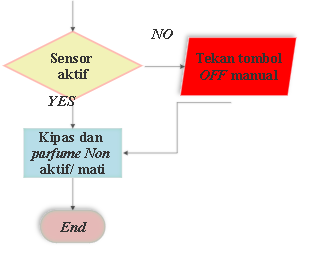 NO
Sensor
aktif
Tekan tombol
OFF manual
YES
Kipas dan
parfume Non
aktif/ mati
End